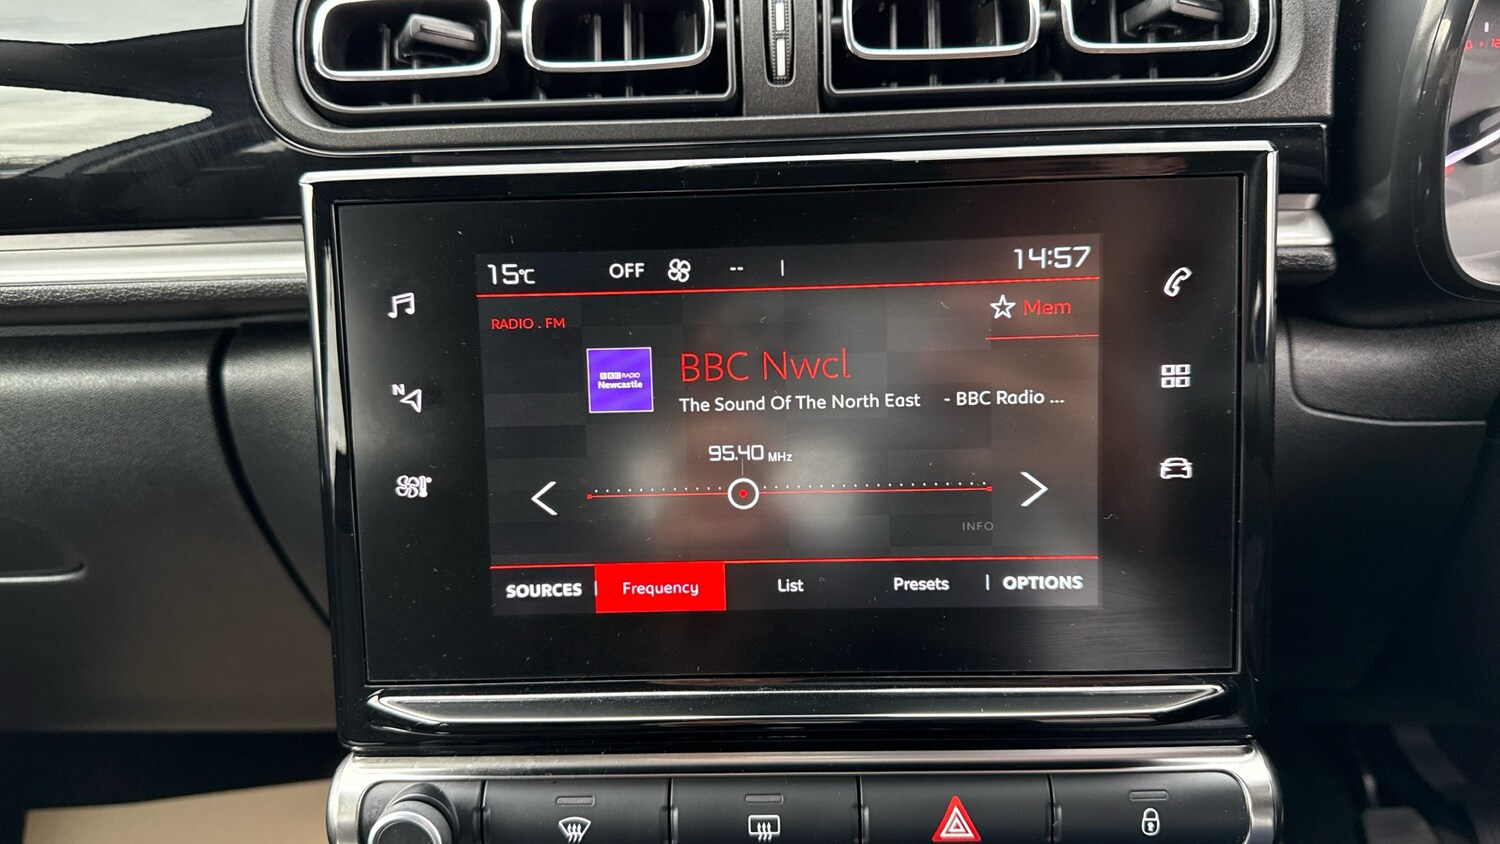 15°C OFF -- | 14:57
RADIO . FM
Mem
BBC RADIO
Newcastle
BBC Nwcl
The Sound Of The North East - BBC Radio ...
95.40 MHz
N
INFO
SOURCES | Frequency List Presets | OPTIONS